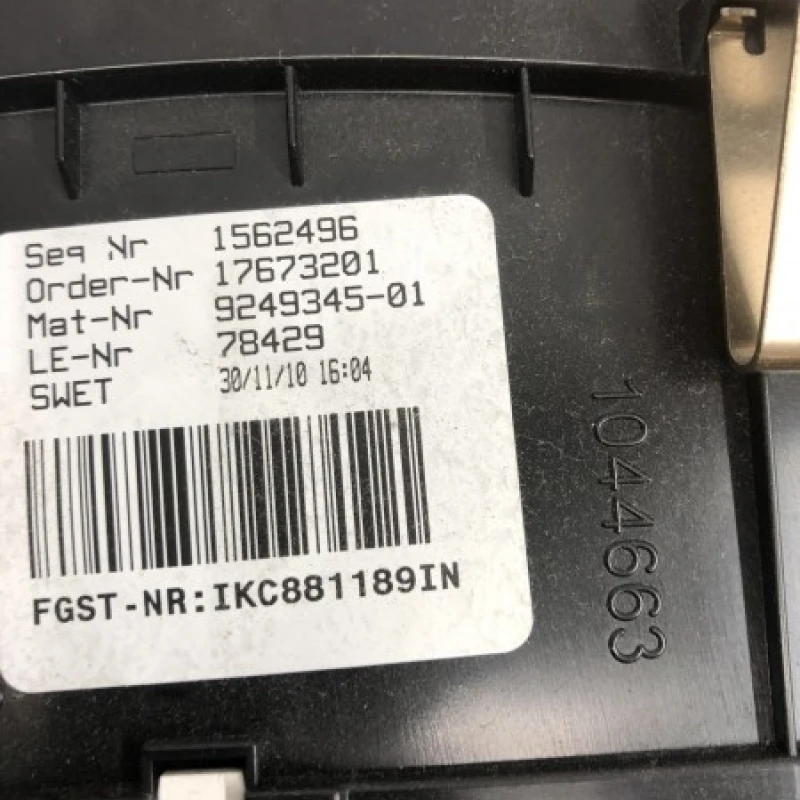 Seq Nr 1562496
Order-Nr 17673201
Mat-Nr 9249345-01
LE-Nr 78429
SWET 30/11/10 16:04
FGST-NR:IKC881189IN
1044663